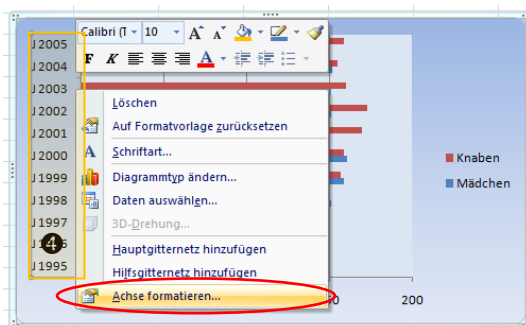 Calibri (T 10 A A
F K A
J 2005
J 2004
J 2003
J 2002
J 2001
J 2000
J 1999
J 1998
J 1997
J 1995
4
Löschen
Auf Formatvorlage zurücksetzen
A Schriftart...
Diagrammtyp ändern...
Daten auswählen...
3D-Drehung...
Hauptgitternetz hinzufügen
Hilfsgitternetz hinzufügen
Achse formatieren...
Knaben
Mädchen
200